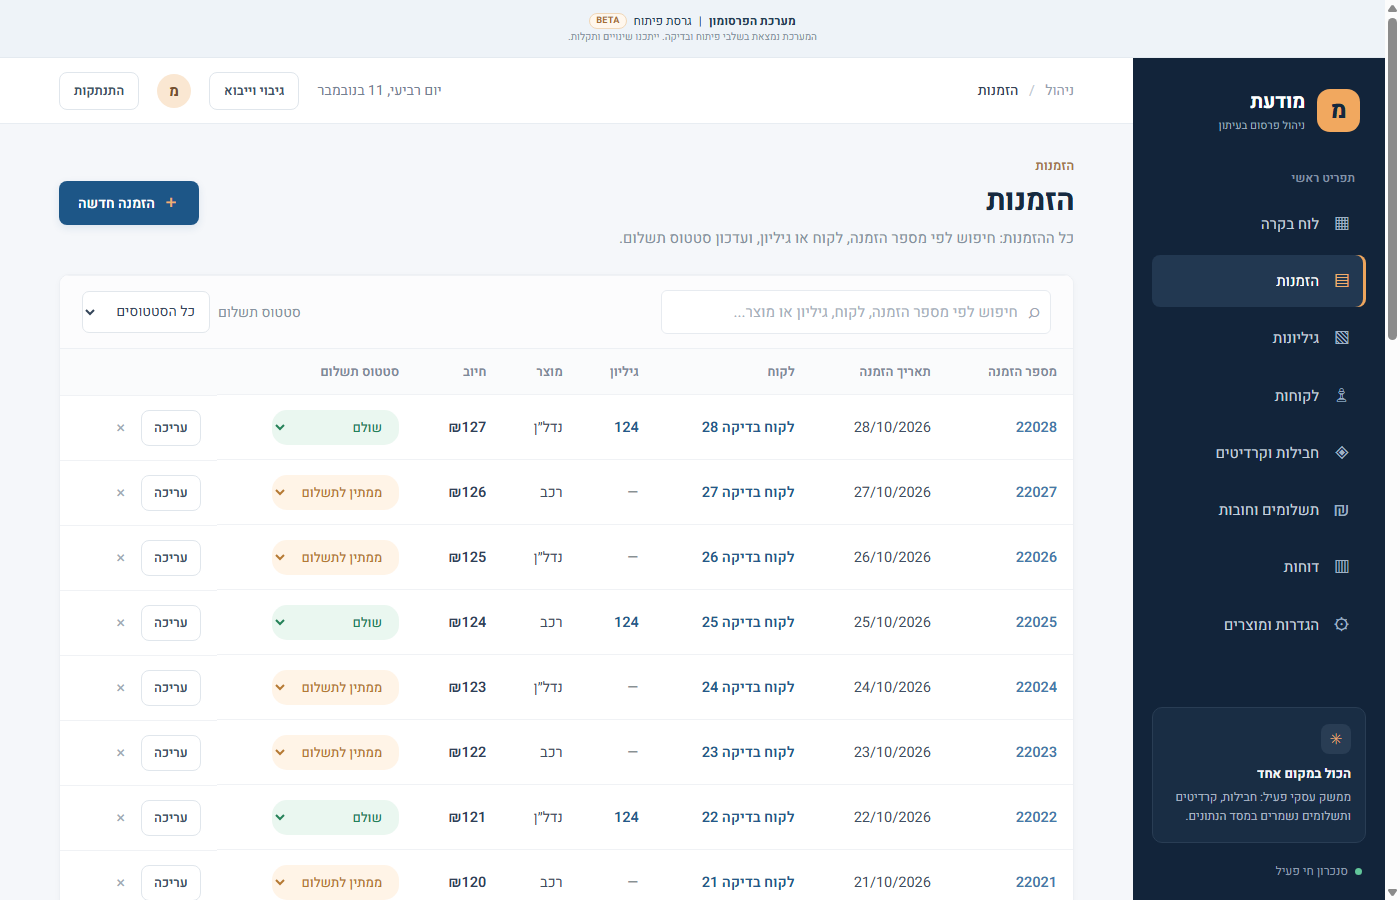 מערכת הפרסומון | גרסת פיתוח BETA
המערכת נמצאת בשלבי פיתוח ובדיקה. ייתכנו שינויים ותקלות.
מ
מודעת
ניהול פרסום בעיתון
תפריט ראשי
לוח בקרה
הזמנות
גיליונות
לקוחות
חבילות וקרדיטים
תשלומים וחובות
דוחות
הגדרות ומוצרים
הכול במקום אחד
ממשק עסקי פעיל: חבילות, קרדיטים
ותשלומים נשמרים במסד הנתונים.
סנכרון חי פעיל
ניהול / הזמנות
יום רביעי, 11 בנובמבר
גיבוי וייבוא
מ
התנתקות
הזמנות
הזמנות
כל ההזמנות: חיפוש לפי מספר הזמנה, לקוח או גיליון, ועדכון סטטוס תשלום.
+ הזמנה חדשה
חיפוש לפי מספר הזמנה, לקוח, גיליון או מוצר...
סטטוס תשלום כל הסטטוסים
מספר הזמנה תאריך הזמנה לקוח גיליון מוצר חיוב סטטוס תשלום
22028 28/10/2026 לקוח בדיקה 28 124 נדל"ן ₪127 שולם עריכה ×
22027 27/10/2026 לקוח בדיקה 27 — רכב ₪126 ממתין לתשלום עריכה ×
22026 26/10/2026 לקוח בדיקה 26 — נדל"ן ₪125 ממתין לתשלום עריכה ×
22025 25/10/2026 לקוח בדיקה 25 124 רכב ₪124 שולם עריכה ×
22024 24/10/2026 לקוח בדיקה 24 — נדל"ן ₪123 ממתין לתשלום עריכה ×
22023 23/10/2026 לקוח בדיקה 23 — רכב ₪122 ממתין לתשלום עריכה ×
22022 22/10/2026 לקוח בדיקה 22 124 נדל"ן ₪121 שולם עריכה ×
22021 21/10/2026 לקוח בדיקה 21 — רכב ₪120 ממתין לתשלום עריכה ×